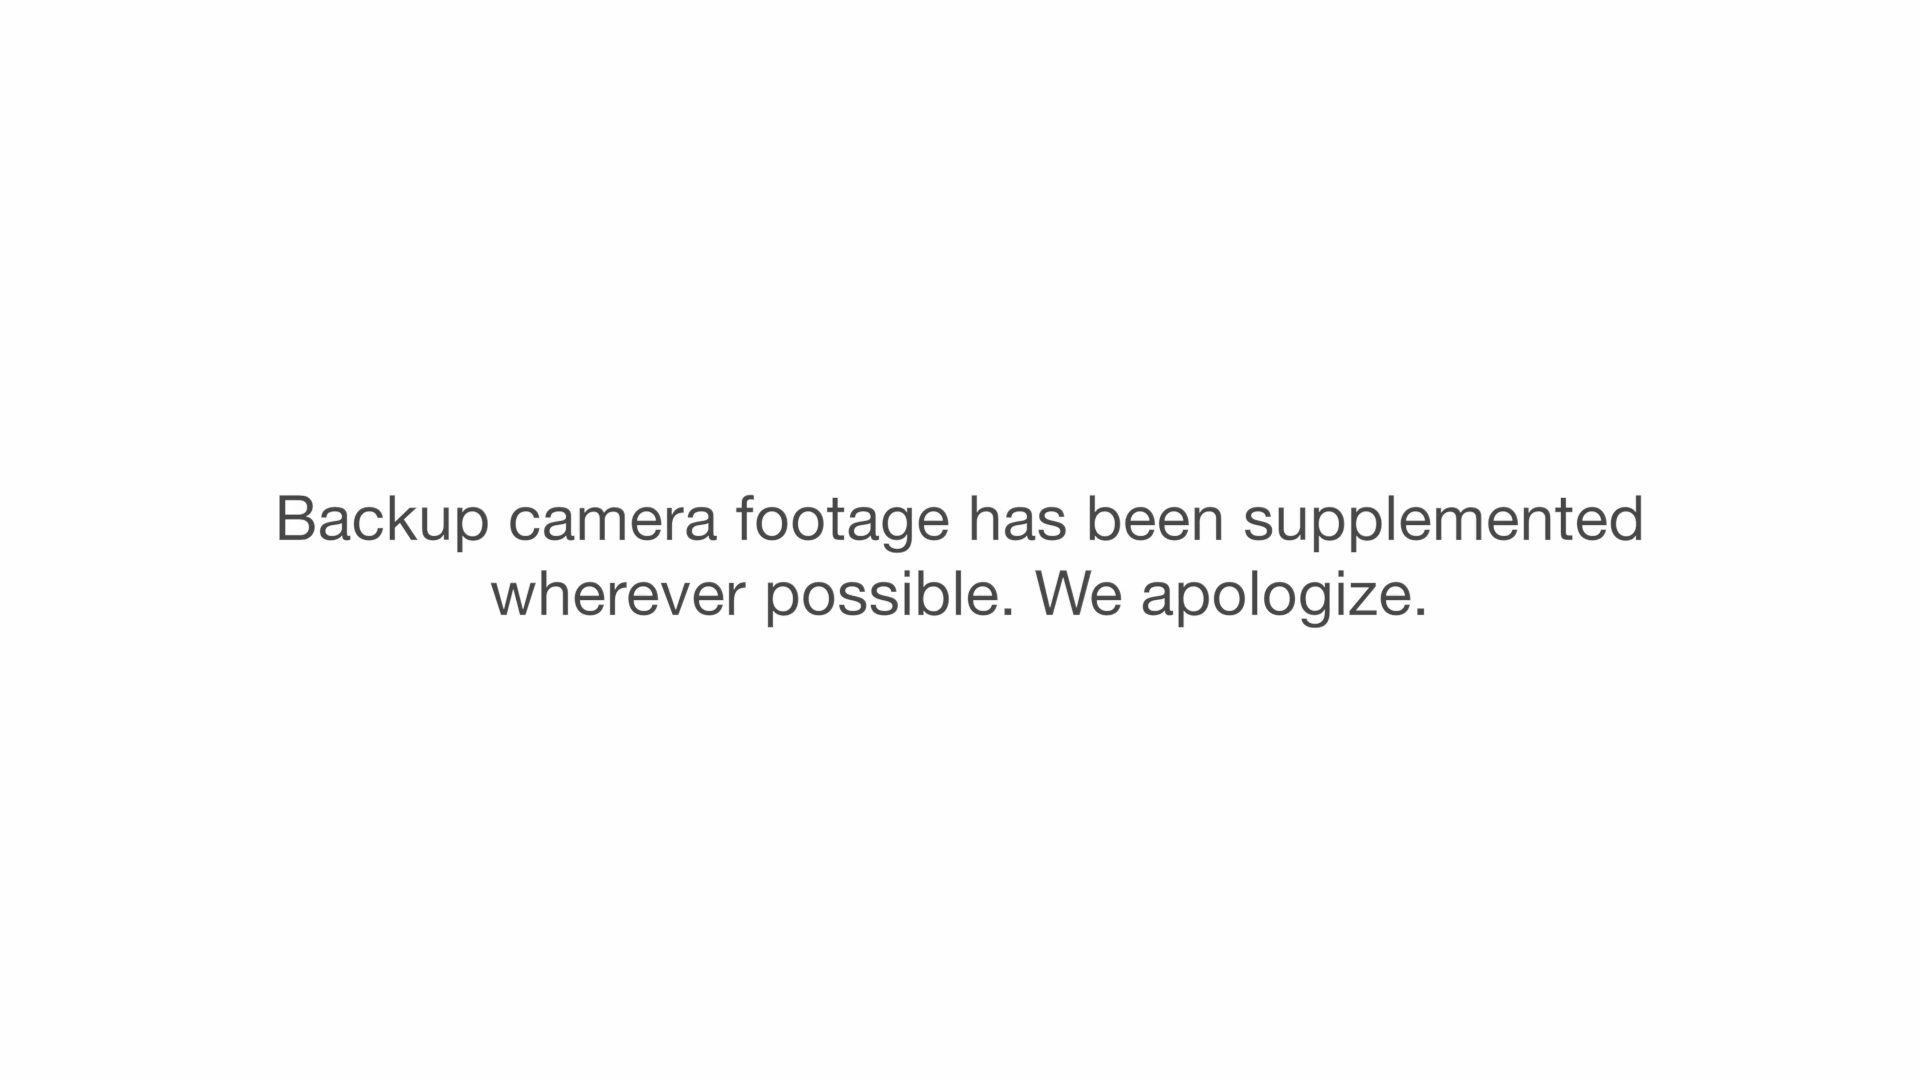 Backup camera footage has been supplemented
wherever possible. We apologize.